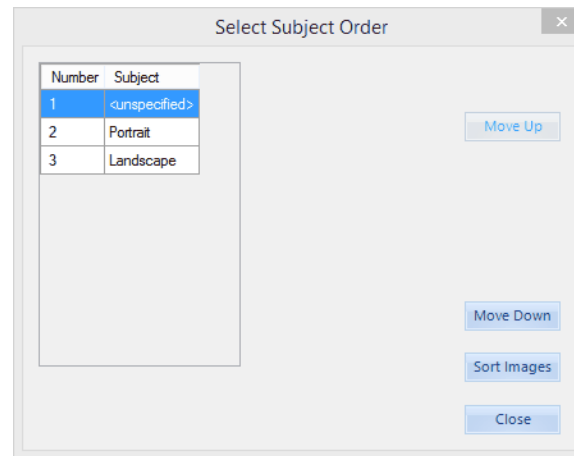 Select Subject Order
×
Number Subject
1 <unspecified>
2 Portrait
3 Landscape
Move Up
Move Down
Sort Images
Close